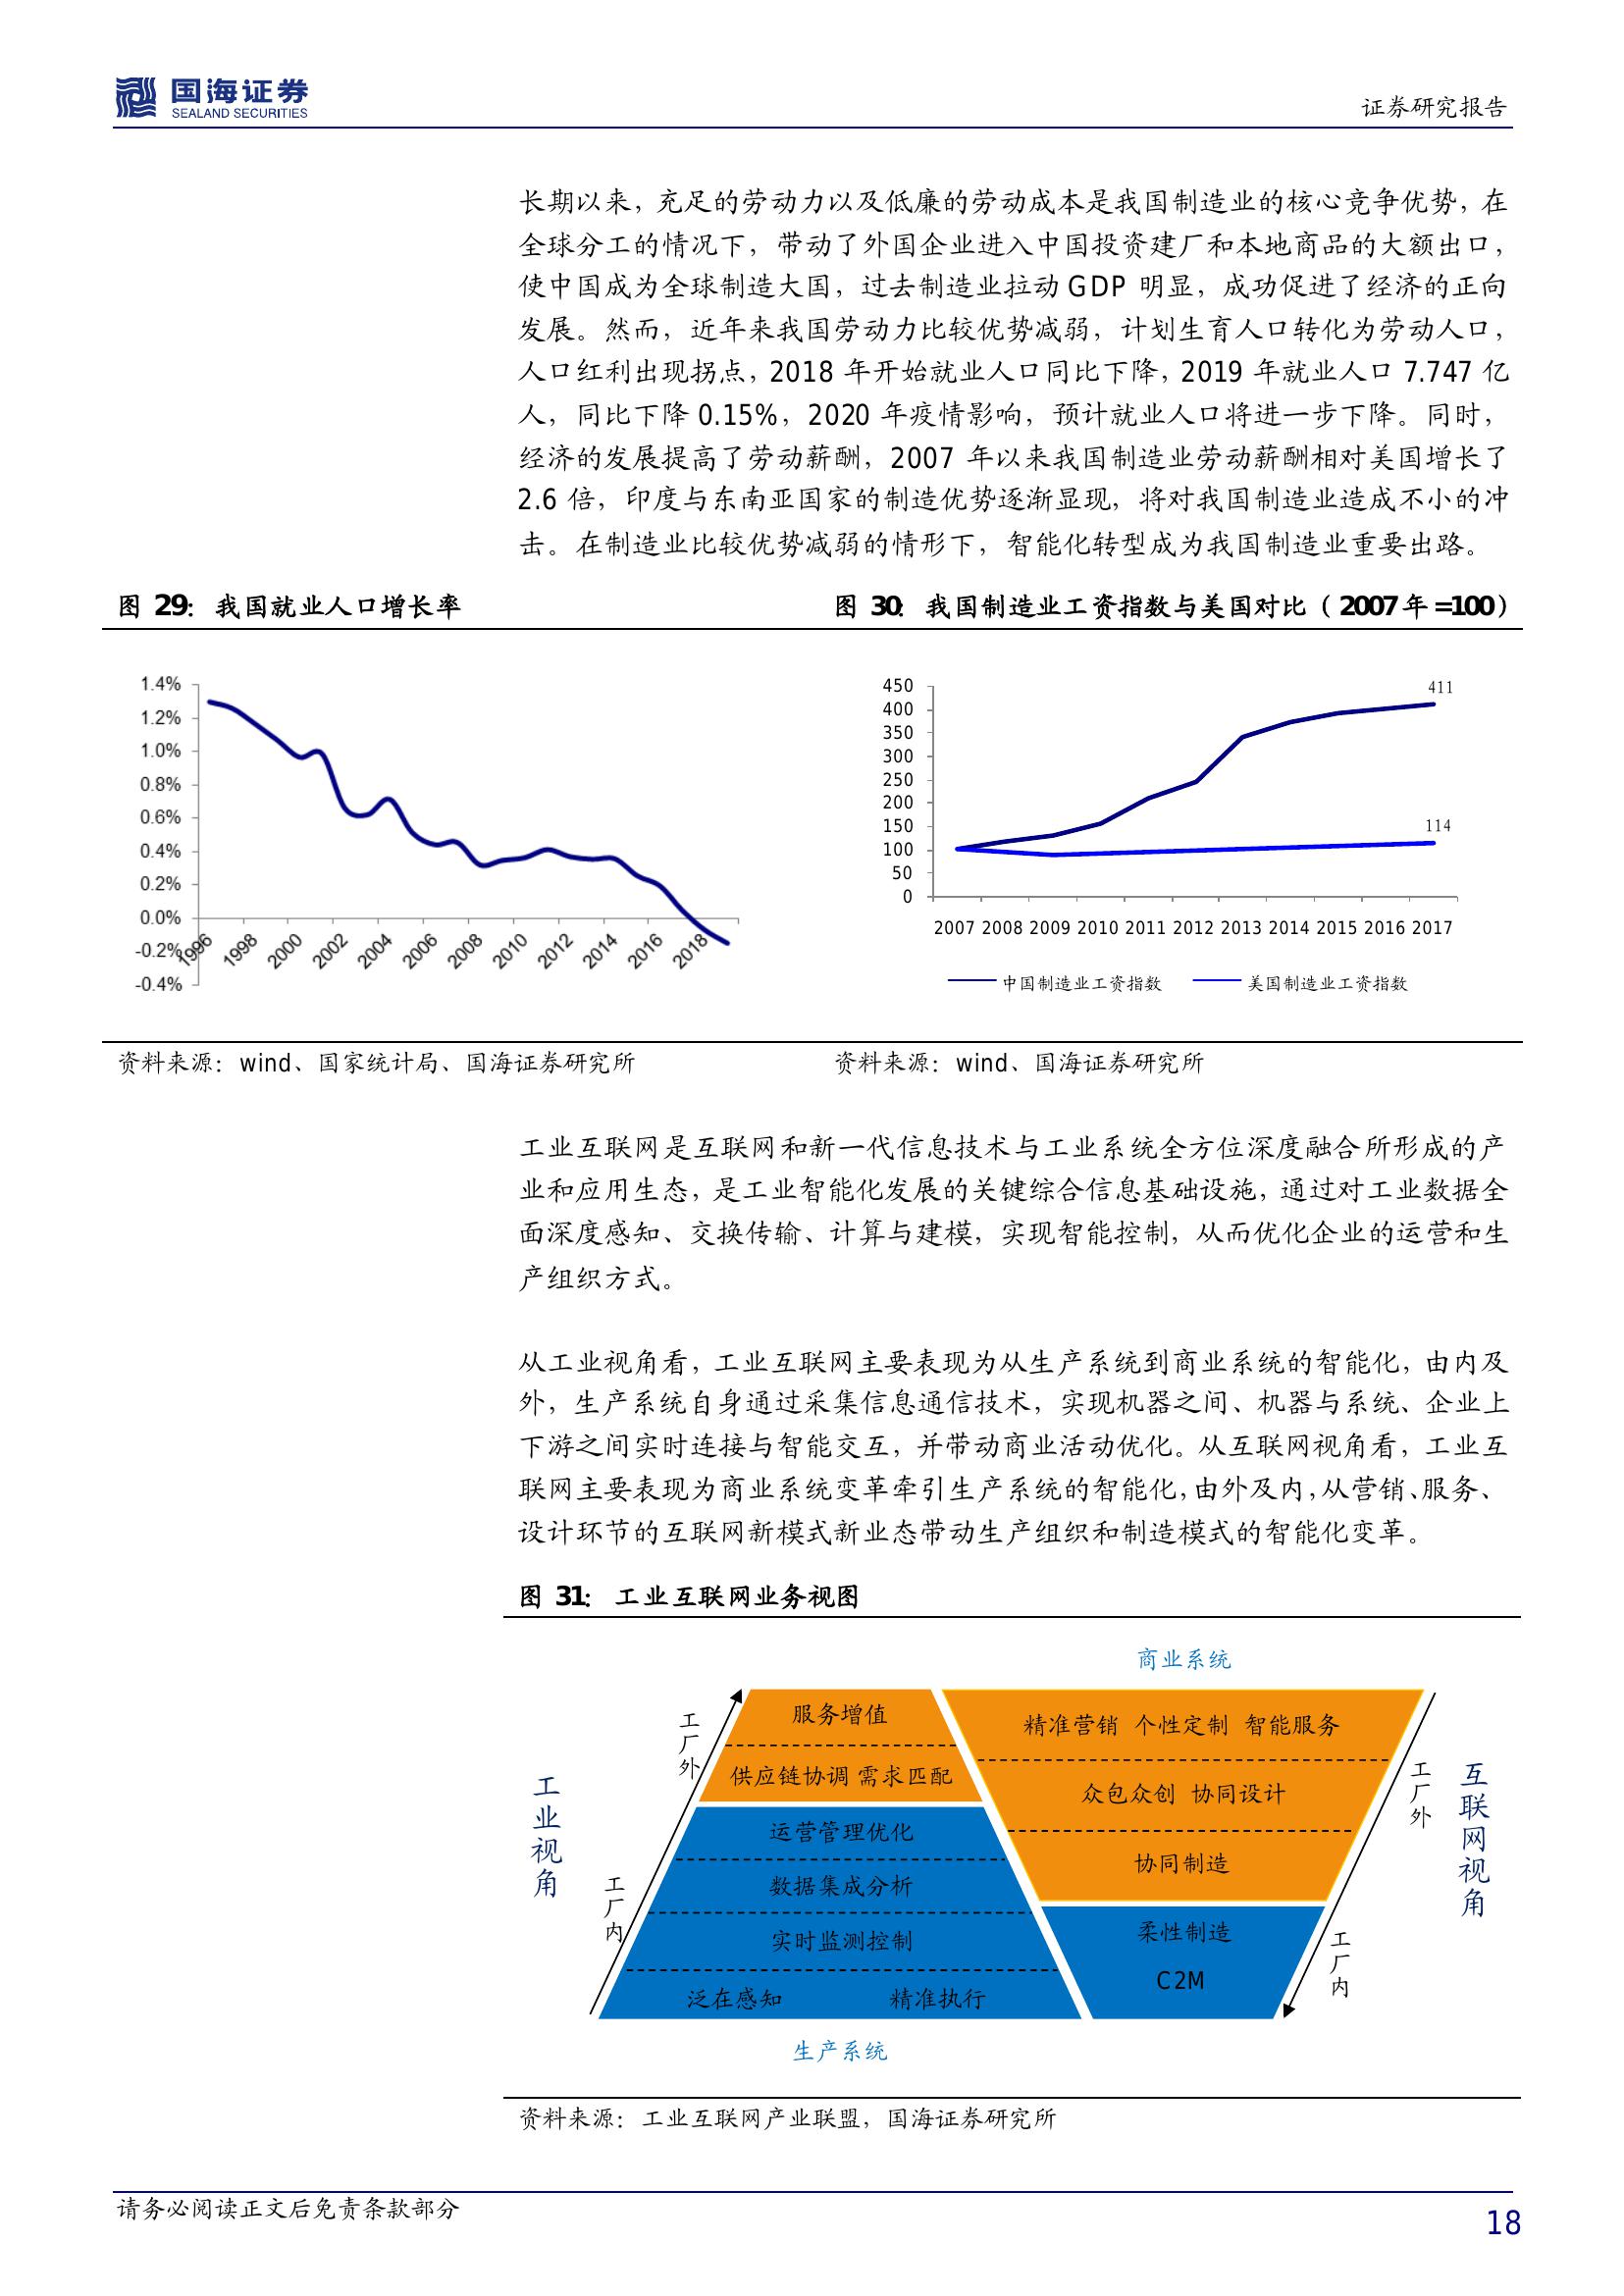 国海证券
SEALAND SECURITIES
证券研究报告
长期以来，充足的劳动力以及低廉的劳动成本是我国制造业的核心竞争优势，在
全球分工的情况下，带动了外国企业进入中国投资建厂和本地商品的大额出口，
使中国成为全球制造大国，过去制造业拉动 GDP 明显，成功促进了经济的正向
发展。然而，近年来我国劳动力比较优势减弱，计划生育人口转化为劳动人口，
人口红利出现拐点，2018 年开始就业人口同比下降，2019 年就业人口 7.747 亿
人，同比下降 0.15%，2020 年疫情影响，预计就业人口将进一步下降。同时，
经济的发展提高了劳动薪酬，2007 年以来我国制造业劳动薪酬相对美国增长了
2.6 倍，印度与东南亚国家的制造优势逐渐显现，将对我国制造业造成不小的冲
击。在制造业比较优势减弱的情形下，智能化转型成为我国制造业重要出路。
图 29： 我国就业人口增长率
1.4%
1.2%
1.0%
0.8%
0.6%
0.4%
0.2%
0.0%
-0.2%
-0.4%
1996 1998 2000 2002 2004 2006 2008 2010 2012 2014 2016 2018
资料来源：wind、国家统计局、国海证券研究所
图 30： 我国制造业工资指数与美国对比（2007 年=100）
450
400
350
300
250
200
150
100
50
0
411
114
2007 2008 2009 2010 2011 2012 2013 2014 2015 2016 2017
中国制造业工资指数 美国制造业工资指数
资料来源：wind、国海证券研究所
工业互联网是互联网和新一代信息技术与工业系统全方位深度融合所形成的产
业和应用生态，是工业智能化发展的关键综合信息基础设施，通过对工业数据全
面深度感知、交换传输、计算与建模，实现智能控制，从而优化企业的运营和生
产组织方式。
从工业视角看，工业互联网主要表现为从生产系统到商业系统的智能化，由内及
外，生产系统自身通过采集信息通信技术，实现机器之间、机器与系统、企业上
下游之间实时连接与智能交互，并带动商业活动优化。从互联网视角看，工业互
联网主要表现为商业系统变革牵引生产系统的智能化，由外及内，从营销、服务、
设计环节的互联网新模式新业态带动生产组织和制造模式的智能化变革。
图 31： 工业互联网业务视图
商业系统
工业视角
工厂外
工厂内
服务增值
供应链协调 需求匹配
运营管理优化
数据集成分析
实时监测控制
泛在感知 精准执行
生产系统
精准营销 个性定制 智能服务
众包众创 协同设计
协同制造
柔性制造
C2M
工厂外
工厂内
互联网视角
资料来源：工业互联网产业联盟，国海证券研究所
请务必阅读正文后免责条款部分
18